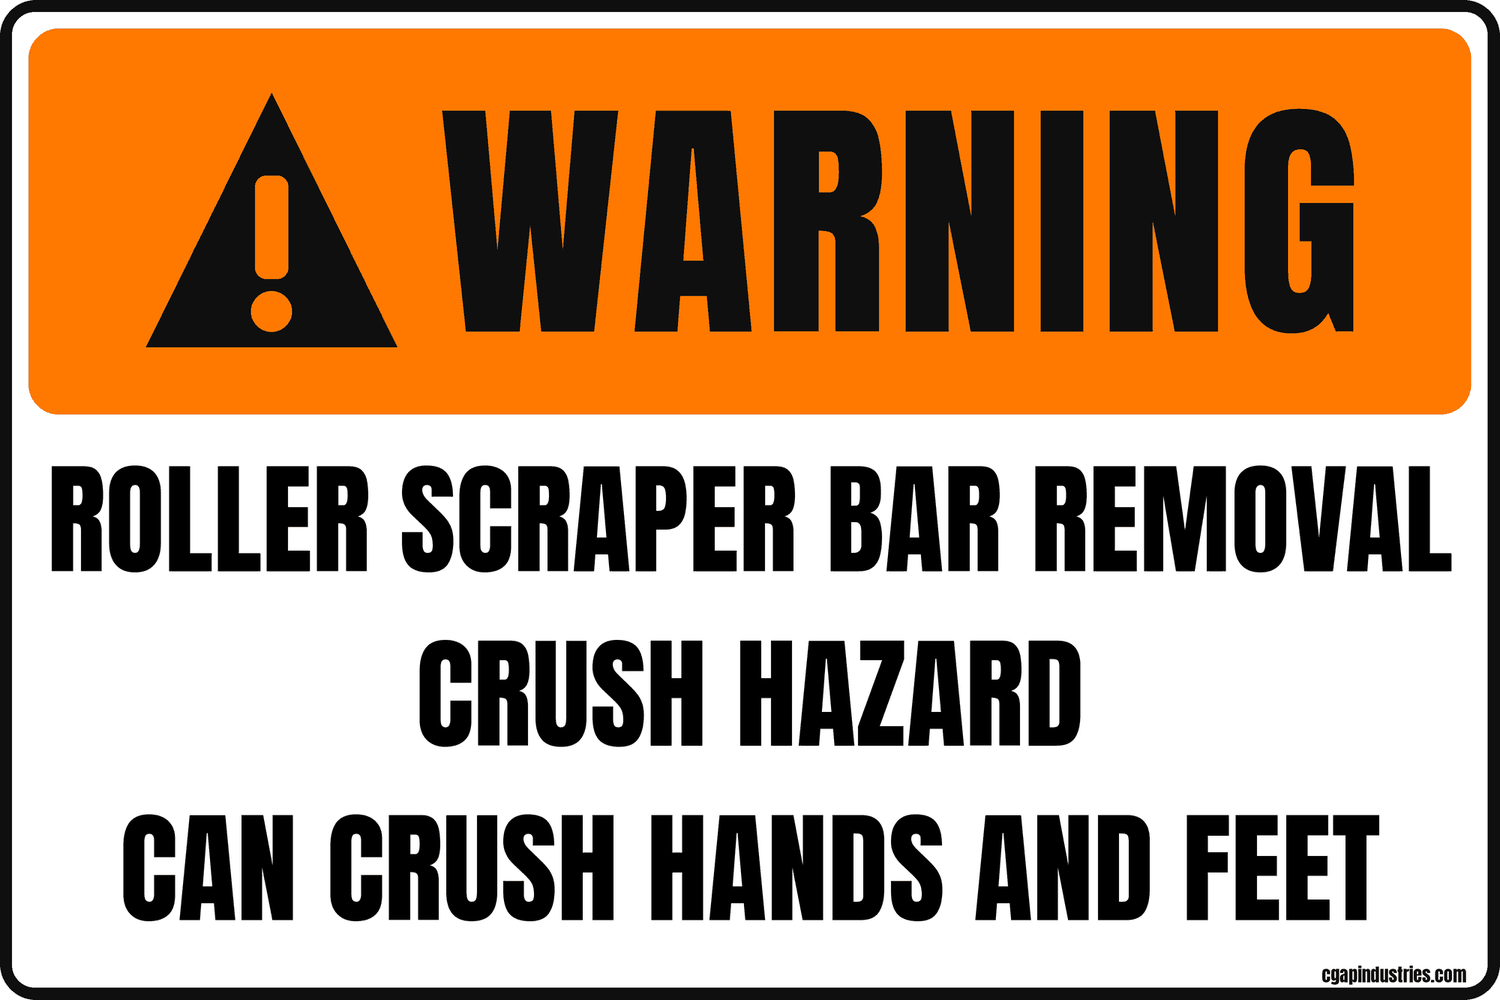 WARNING
ROLLER SCRAPER BAR REMOVAL
CRUSH HAZARD
CAN CRUSH HANDS AND FEET
cgapindustries.com